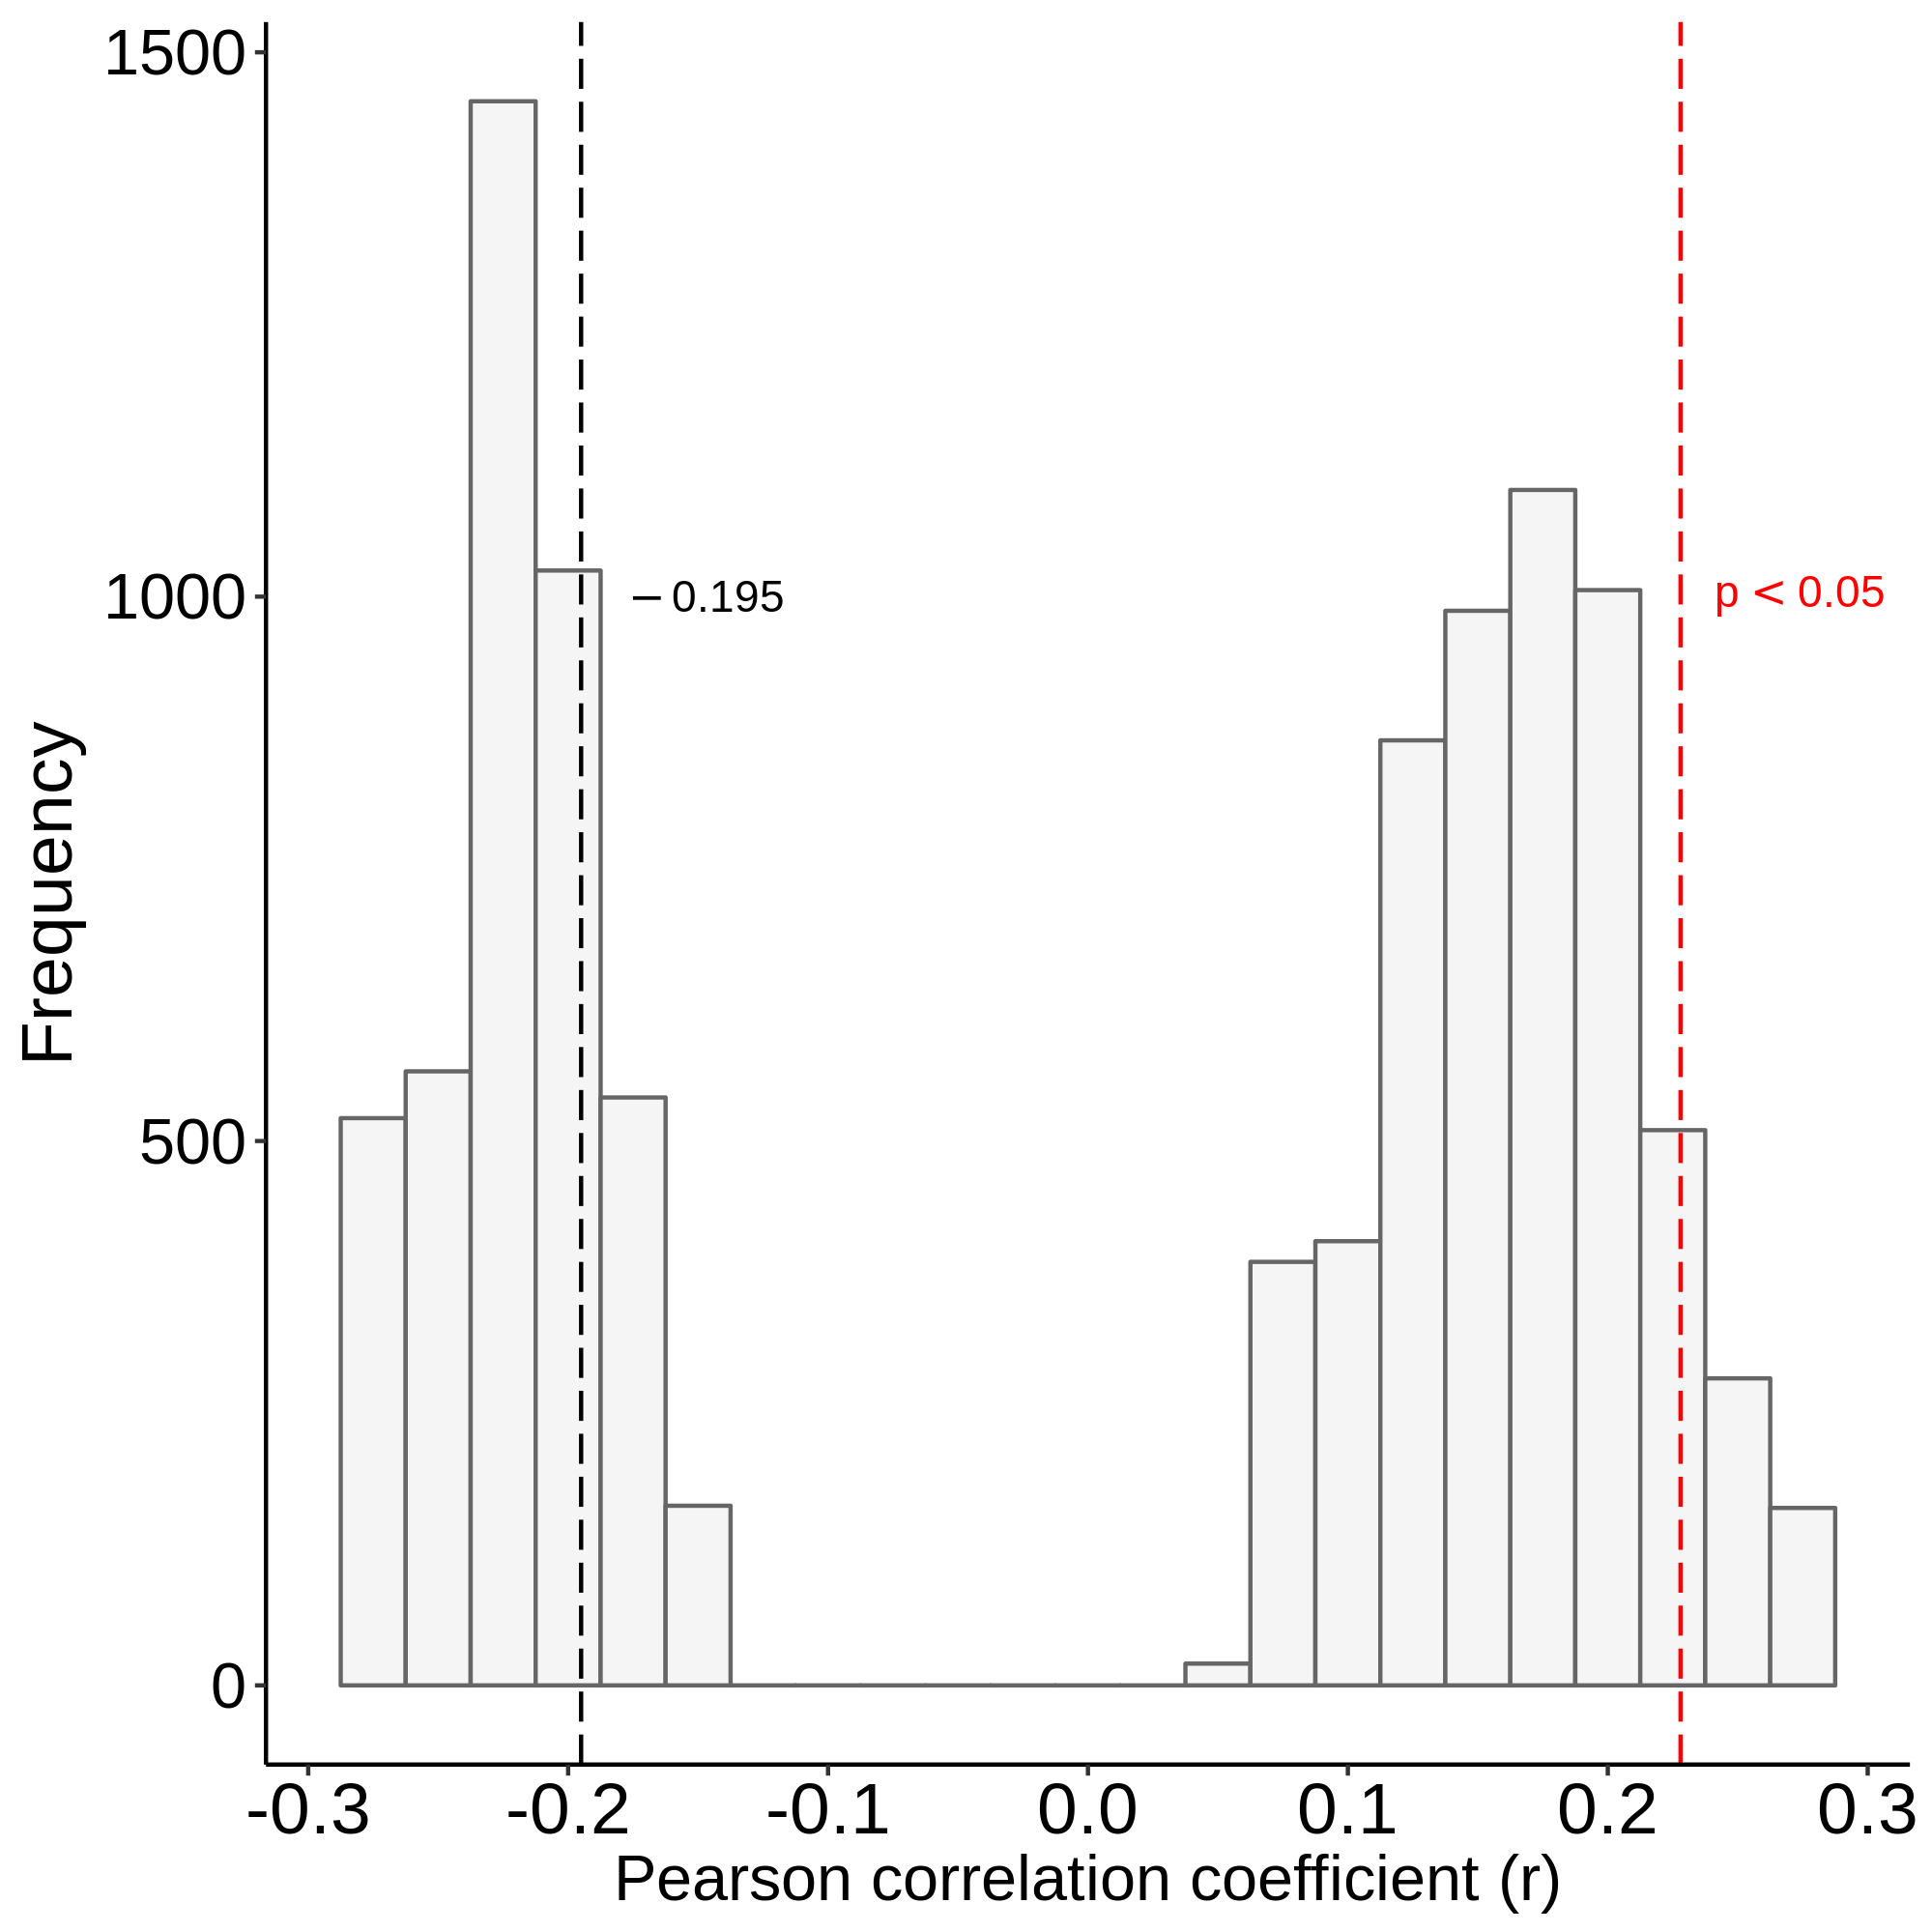 1500
1000
500
0
Frequency
− 0.195
p < 0.05
-0.3 -0.2 -0.1 0.0 0.1 0.2 0.3
Pearson correlation coefficient (r)